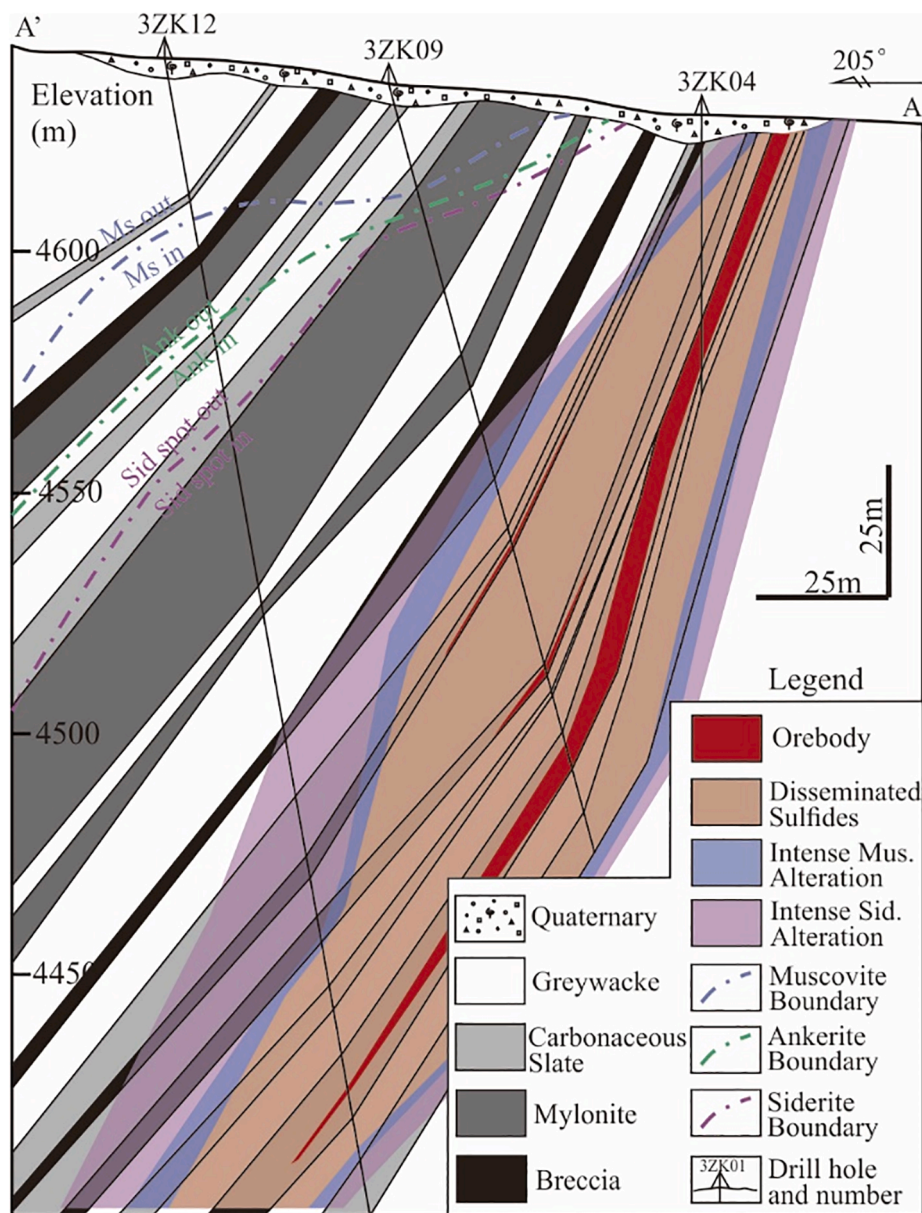 A’
3ZK12
3ZK09
3ZK04
205°
A
Elevation
(m)
Ms out
Ms in
4600
Ank out
Ank in
Sid spot out
Sid spot in
4550
25m
25m
4500
4450
Legend
Orebody
Disseminated
Sulfides
Intense Mus.
Alteration
Intense Sid.
Alteration
Muscovite
Boundary
Ankerite
Boundary
Siderite
Boundary
3ZK01
Drill hole
and number
Quaternary
Greywacke
Carbonaceous
Slate
Mylonite
Breccia